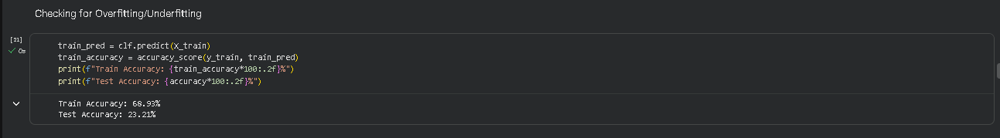 Checking for Overfitting/Underfitting
[21]
0s
train_pred = clf.predict(X_train)
train_accuracy = accuracy_score(y_train, train_pred)
print(f"Train Accuracy: {train_accuracy*100:.2f}%")
print(f"Test Accuracy: {accuracy*100:.2f}%")
Train Accuracy: 68.93%
Test Accuracy: 23.21%